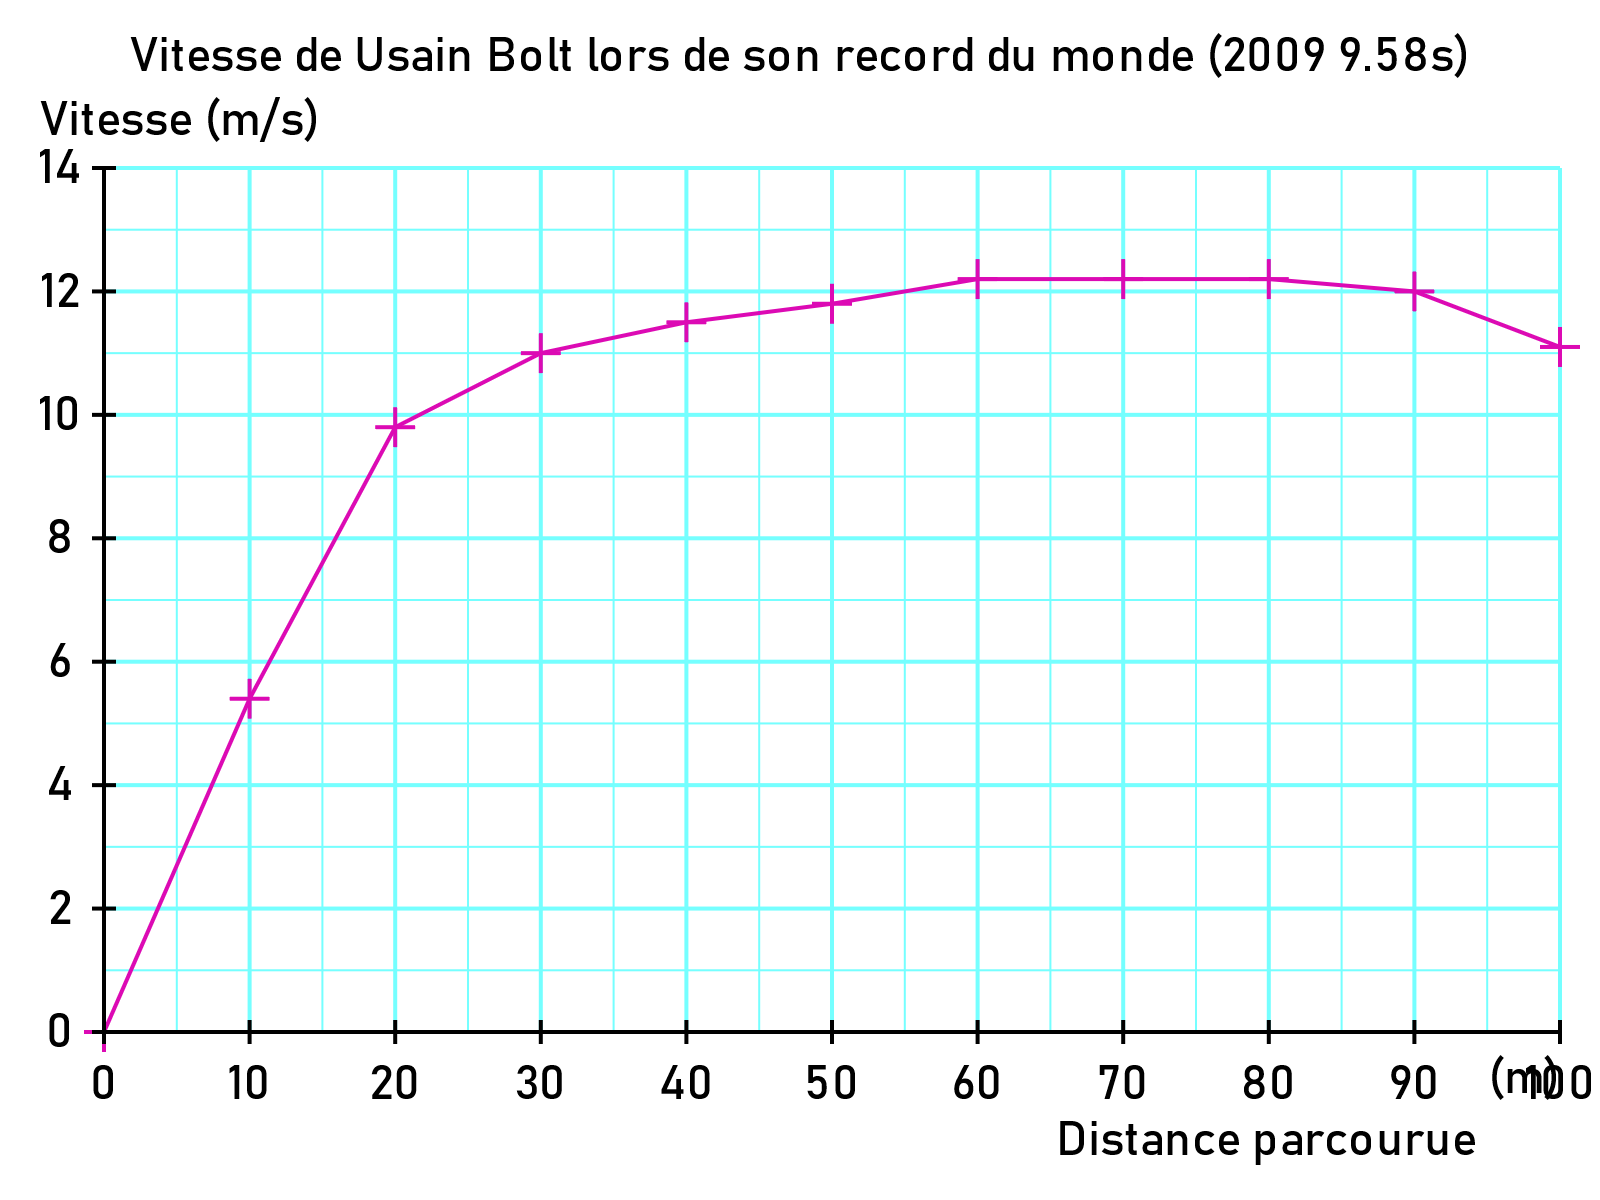 Vitesse de Usain Bolt lors de son record du monde (2009 9.58s)
Vitesse (m/s)
14
12
10
8
6
4
2
0
0 10 20 30 40 50 60 70 80 90 100
(m)
Distance parcourue